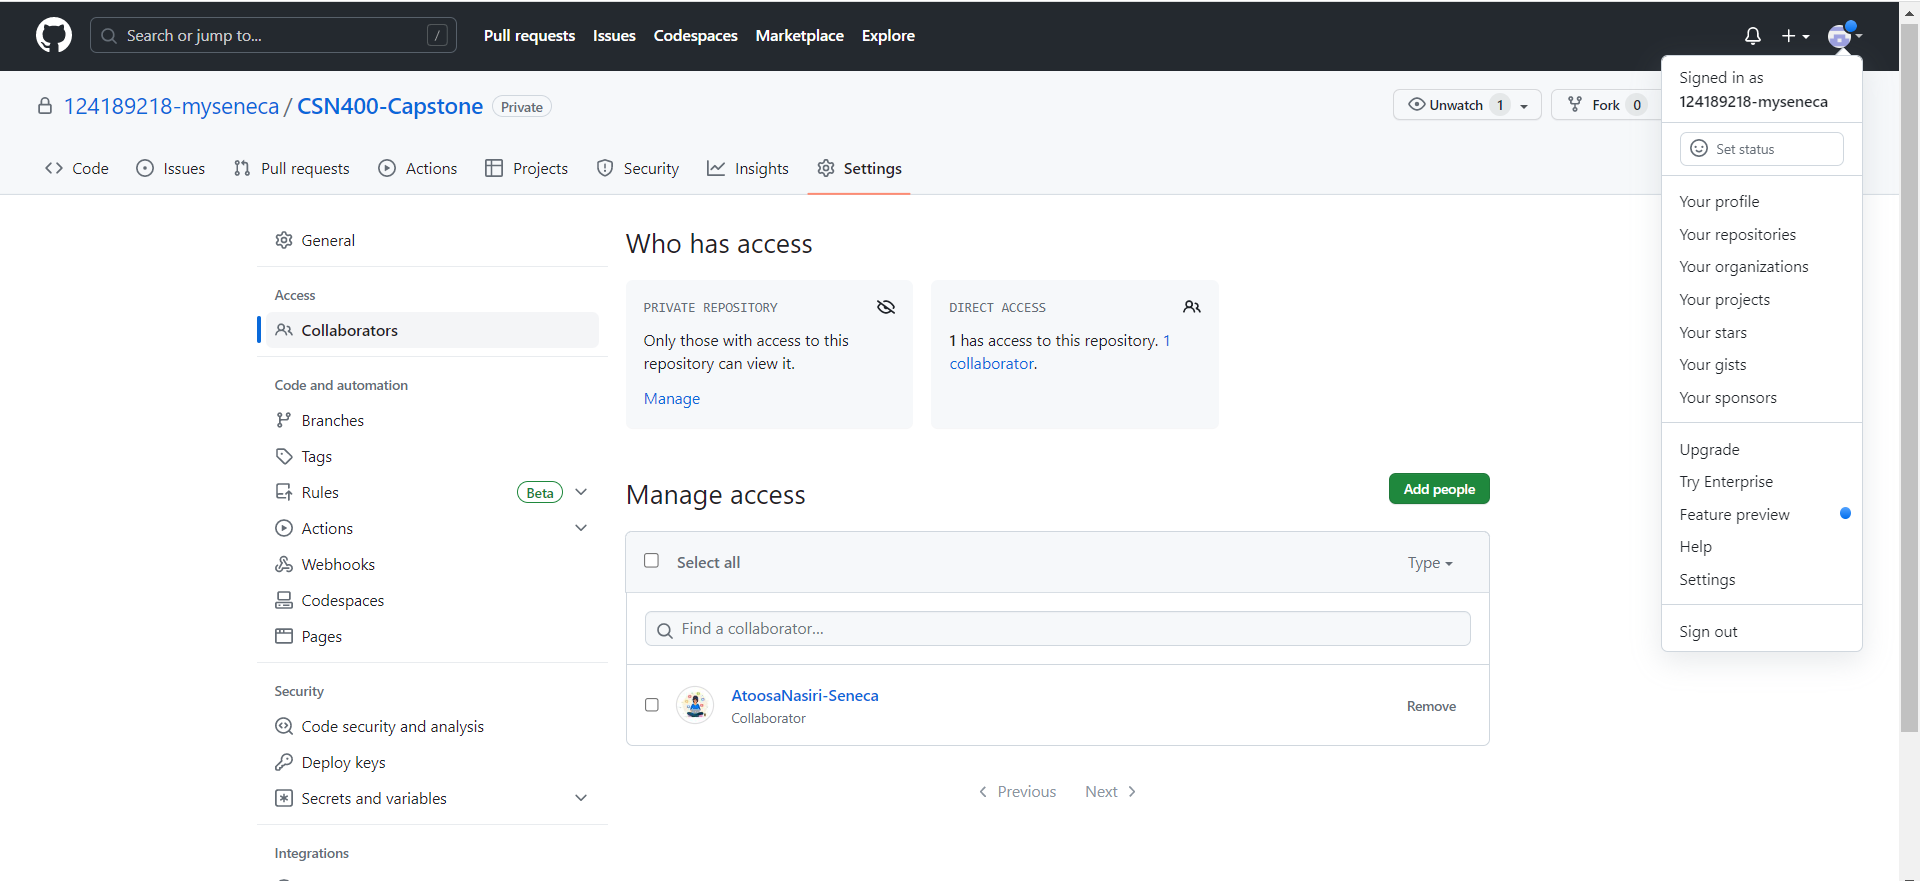 Search or jump to... /
Pull requests Issues Codespaces Marketplace Explore
124189218-myseneca / CSN400-Capstone Private
Unwatch 1
Fork 0
Code Issues Pull requests Actions Projects Security Insights Settings
General
Access
Collaborators
Code and automation
Branches
Tags
Rules Beta
Actions
Webhooks
Codespaces
Pages
Security
Code security and analysis
Deploy keys
Secrets and variables
Integrations
Who has access
PRIVATE REPOSITORY
Only those with access to this
repository can view it.
Manage
DIRECT ACCESS
1 has access to this repository. 1
collaborator.
Manage access
Add people
Select all
Type
Find a collaborator...
AtoosaNasiri-Seneca
Collaborator
Remove
Previous Next
Signed in as
124189218-myseneca
Set status
Your profile
Your repositories
Your organizations
Your projects
Your stars
Your gists
Your sponsors
Upgrade
Try Enterprise
Feature preview
Help
Settings
Sign out